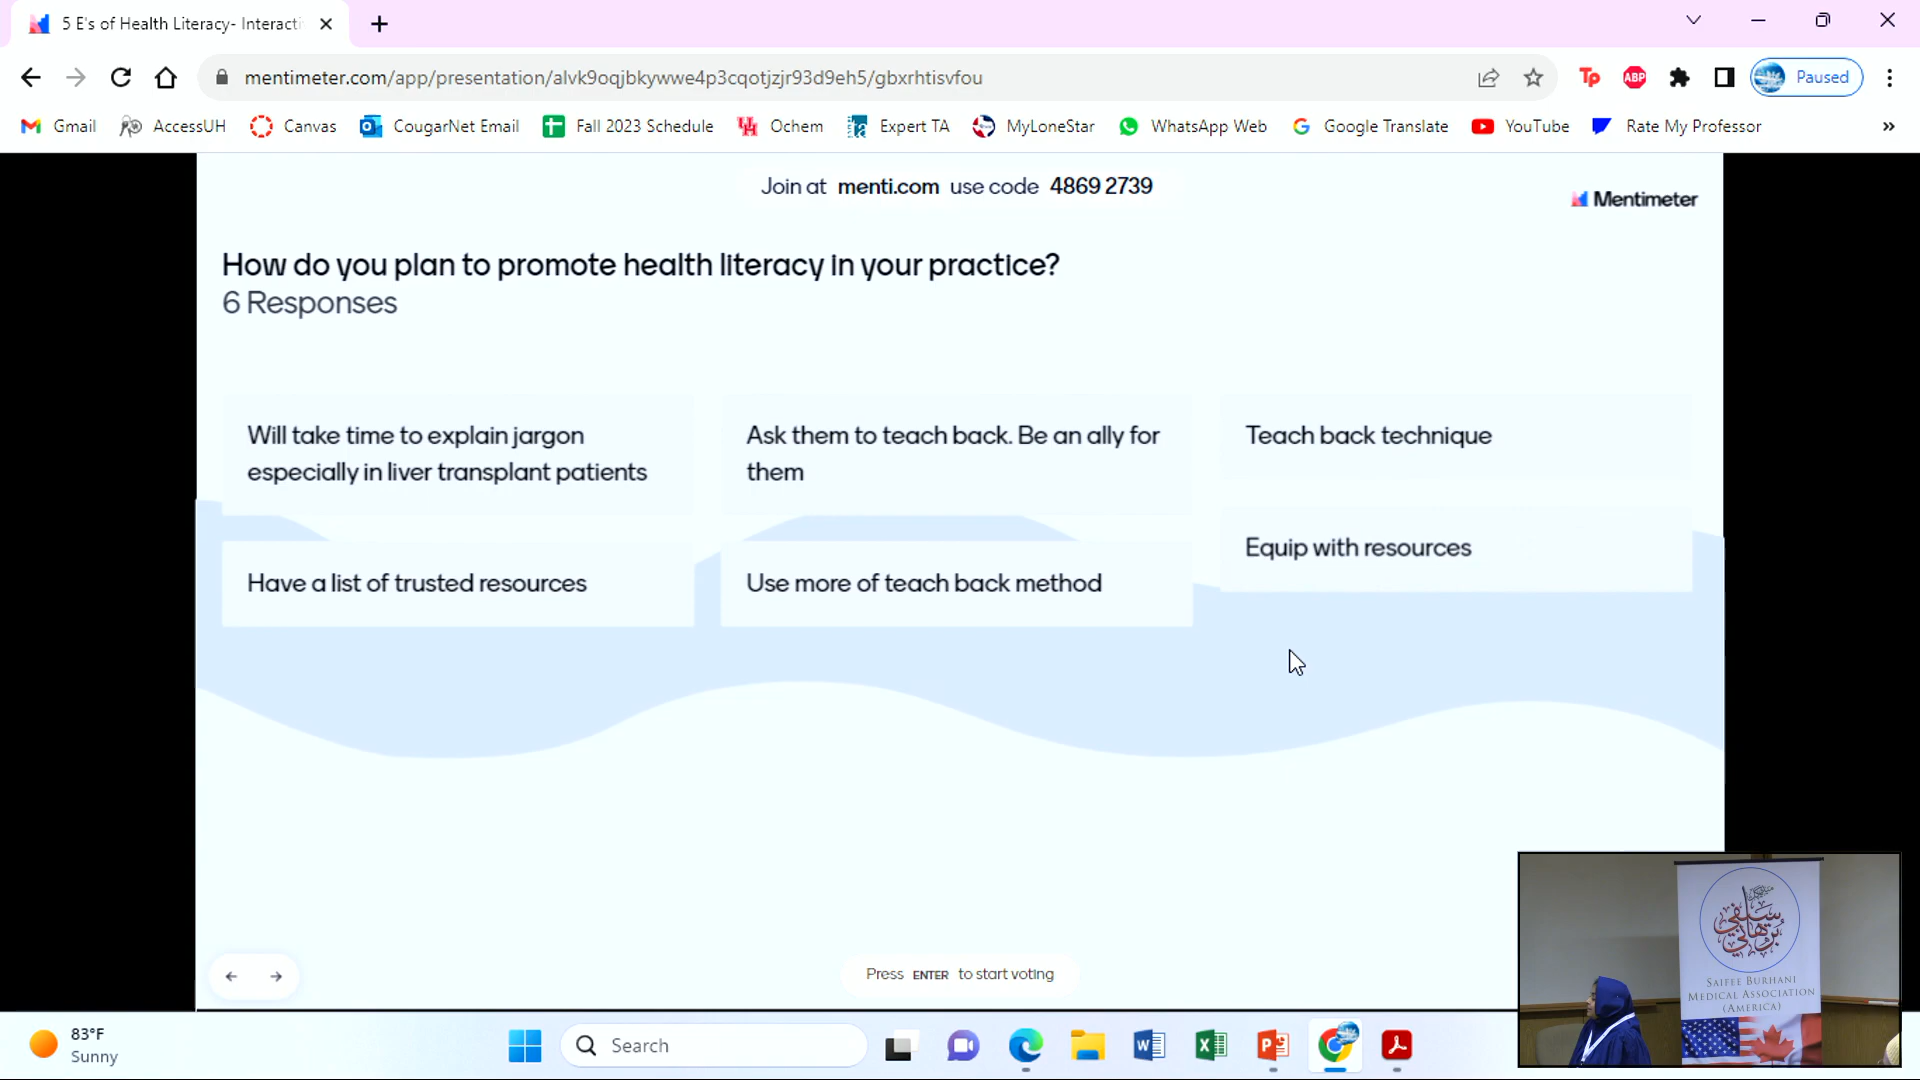 5 E's of Health Literacy- Interacti
mentimeter.com/app/presentation/alvk9oqjbkywwe4p3cqotjzjr93d9eh5/gbxrhtisvfou
Tp
ABP
Paused
Gmail
AccessUH
Canvas
CougarNet Email
Fall 2023 Schedule
Ochem
Expert TA
MyLoneStar
WhatsApp Web
Google Translate
YouTube
Rate My Professor
»
Join at menti.com use code 4869 2739
Mentimeter
How do you plan to promote health literacy in your practice?
6 Responses
Will take time to explain jargon
especially in liver transplant patients
Ask them to teach back. Be an ally for
them
Teach back technique
Have a list of trusted resources
Use more of teach back method
Equip with resources
Press ENTER to start voting
SAIFEE BURHANI
MEDICAL ASSOCIATION
(AMERICA)
83°F
Sunny
Search